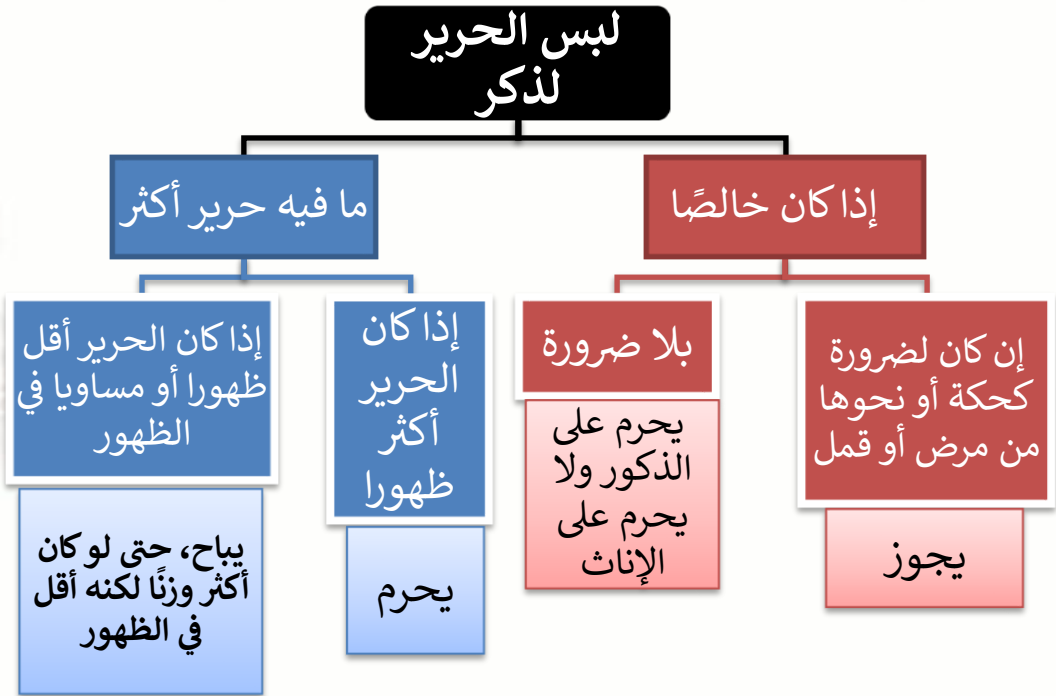 لبس الحرير
لذكر
إذا كان خالصًا
ما فيه حرير أكثر
إن كان لضرورة
كحكة أو نحوها
من مرض أو قمل
يجوز
بلا ضرورة
يحرم على
الذكور ولا
يحرم على
الإناث
إذا كان
الحرير
أكثر
ظهورا
يحرم
إذا كان الحرير أقل
ظهورا أو مساويا في
الظهور
يباح، حتى لو كان
أكثر وزنًا لكنه أقل
في الظهور